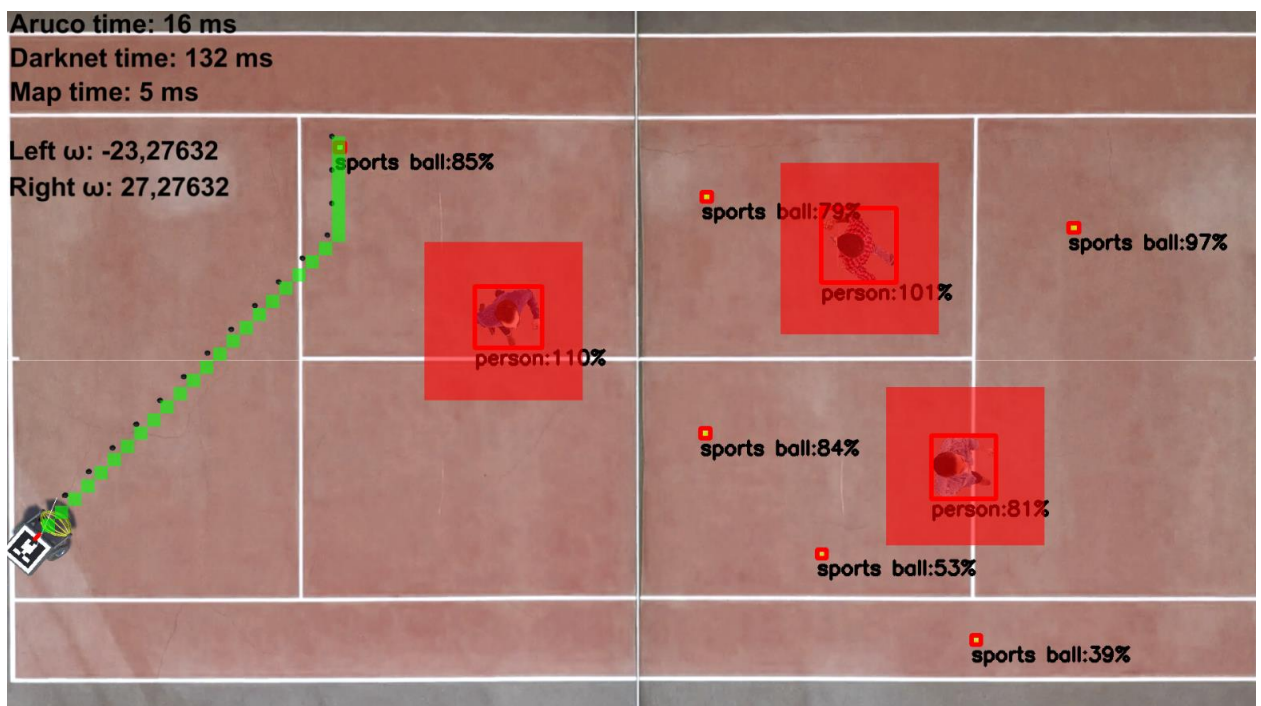 Aruco time: 16 ms
Darknet time: 132 ms
Map time: 5 ms
Left ω: -23,27632
Right ω: 27,27632
sports ball:85%
sports ball:79%
sports ball:97%
person:101%
person:110%
sports ball:84%
person:81%
sports ball:53%
sports ball:39%